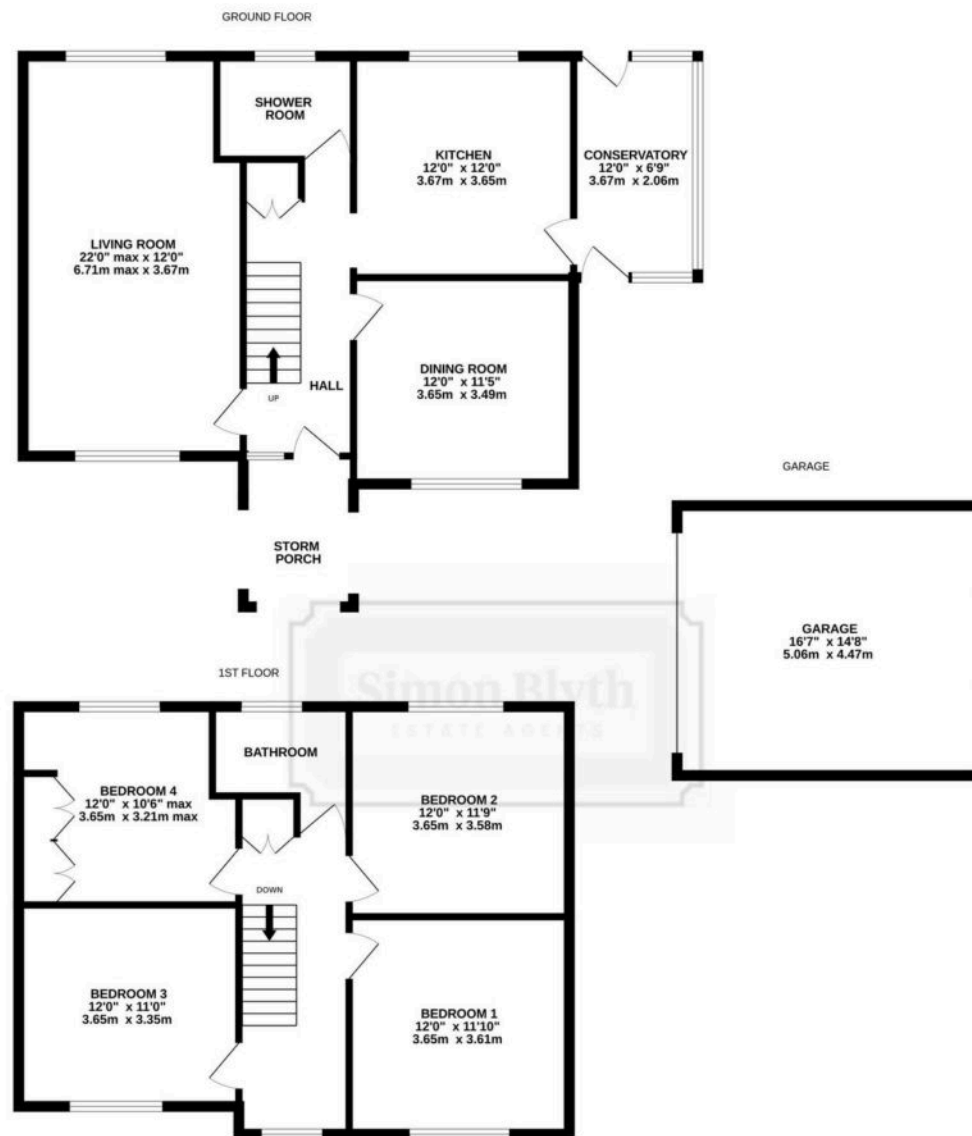 GROUND FLOOR
SHOWER
ROOM
KITCHEN
12'0" x 12'0"
3.67m x 3.65m
CONSERVATORY
12'0" x 6'9"
3.67m x 2.06m
LIVING ROOM
22'0" max x 12'0"
6.71m max x 3.67m
DINING ROOM
12'0" x 11'5"
3.65m x 3.49m
HALL
UP
STORM
PORCH
GARAGE
GARAGE
16'7" x 14'8"
5.06m x 4.47m
1ST FLOOR
Simon Blyth
ESTATE AGENTS
BATHROOM
BEDROOM 4
12'0" x 10'6" max
3.65m x 3.21m max
BEDROOM 2
12'0" x 11'9"
3.65m x 3.58m
DOWN
BEDROOM 3
12'0" x 11'0"
3.65m x 3.35m
BEDROOM 1
12'0" x 11'10"
3.65m x 3.61m